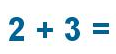 2 + 3 =